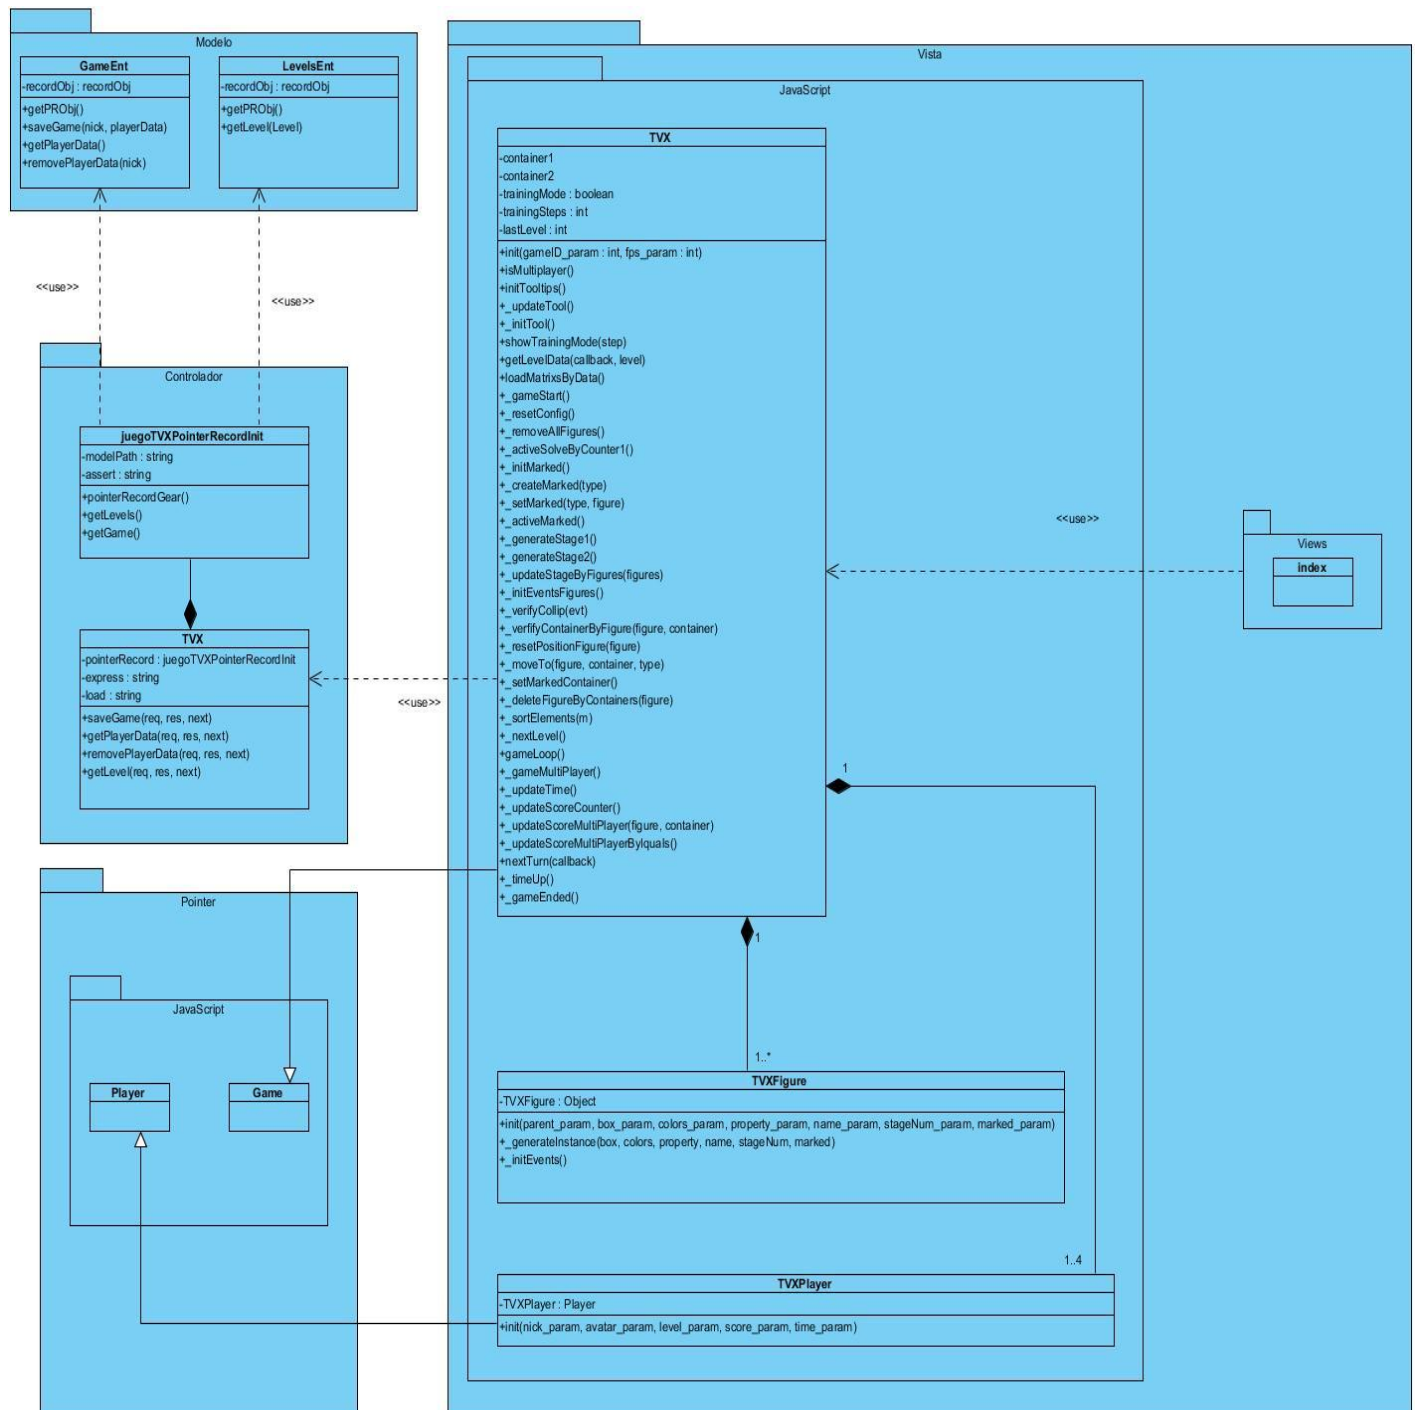 Modelo
GameEnt
-recordObj : recordObj
+getPRObj()
+saveGame(nick, playerData)
+getPlayerData()
+removePlayerData(nick)
LevelsEnt
-recordObj : recordObj
+getPRObj()
+getLevel(Level)
<<use>>
<<use>>
Controlador
juegoTVXPointerRecordInit
-modelPath : string
-assert : string
+pointerRecordGear()
+getLevels()
+getGame()
TVX
-pointerRecord : juegoTVXPointerRecordInit
-express : string
-load : string
+saveGame(req, res, next)
+getPlayerData(req, res, next)
+removePlayerData(req, res, next)
+getLevel(req, res, next)
<<use>>
Pointer
JavaScript
Player
Game
Vista
JavaScript
TVX
-container1
-container2
-trainingMode : boolean
-trainingSteps : int
-lastLevel : int
+init(gameID_param : int, fps_param : int)
+isMultiplayer()
+initTooltips()
+_updateTool()
+_initTool()
+showTrainingMode(step)
+getLevelData(callback, level)
+loadMatrixsByData()
+_gameStart()
+_resetConfig()
+_removeAllFigures()
+_activeSolveByCounter1()
+_initMarked()
+_createMarked(type)
+_setMarked(type, figure)
+_activeMarked()
+_generateStage1()
+_generateStage2()
+_updateStageByFigures(figures)
+_initEventsFigures()
+_verifyCollip(evt)
+_verfifyContainerByFigure(figure, container)
+_resetPositionFigure(figure)
+_moveTo(figure, container, type)
+_setMarkedContainer()
+_deleteFigureByContainers(figure)
+_sortElements(m)
+_nextLevel()
+gameLoop()
+_gameMultiPlayer()
+_updateTime()
+_updateScoreCounter()
+_updateScoreMultiPlayer(figure, container)
+_updateScoreMultiPlayerByIquals()
+nextTurn(callback)
+_timeUp()
+_gameEnded()
<<use>>
Views
index
1
1
1..*
TVXFigure
-TVXFigure : Object
+init(parent_param, box_param, colors_param, property_param, name_param, stageNum_param, marked_param)
+_generateInstance(box, colors, property, name, stageNum, marked)
+_initEvents()
1..4
TVXPlayer
-TVXPlayer : Player
+init(nick_param, avatar_param, level_param, score_param, time_param)